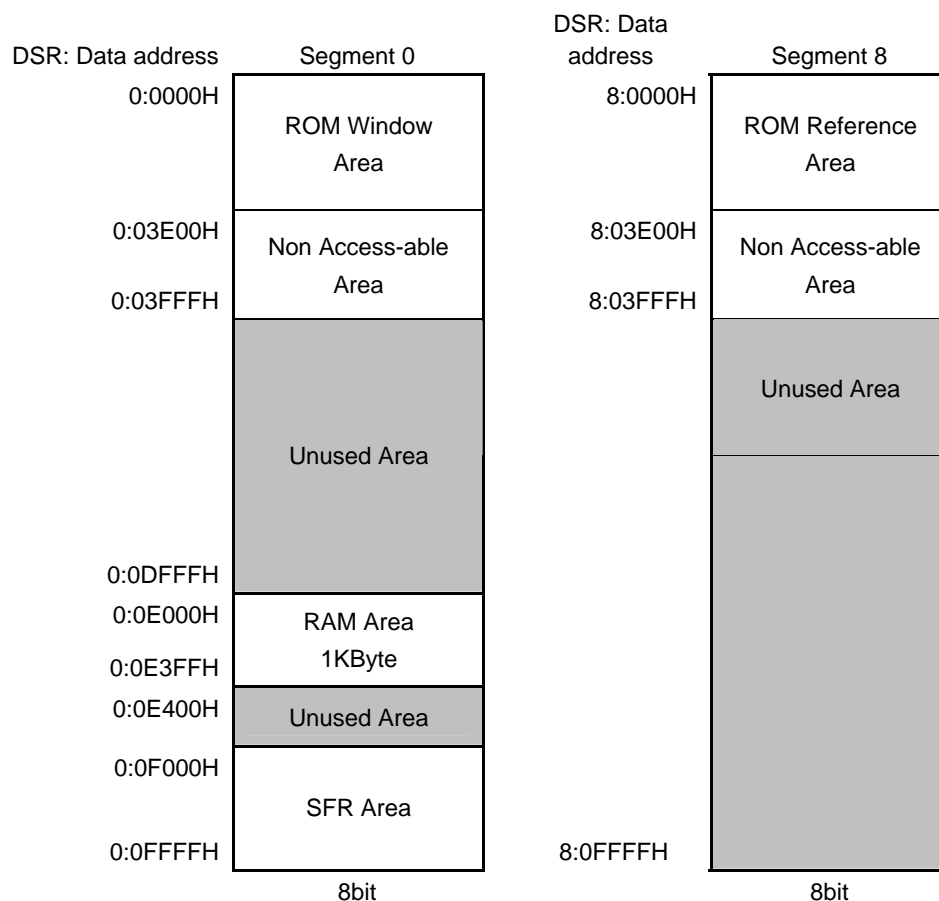 DSR: Data address
Segment 0
0:0000H
ROM Window
Area
0:03E00H
Non Access-able
Area
0:03FFFH
Unused Area
0:0DFFFH
0:0E000H
RAM Area
1KByte
0:0E3FFH
0:0E400H
Unused Area
0:0F000H
SFR Area
0:0FFFFH
8bit
DSR: Data
address
Segment 8
8:0000H
ROM Reference
Area
8:03E00H
Non Access-able
Area
8:03FFFH
Unused Area
8:0FFFFH
8bit